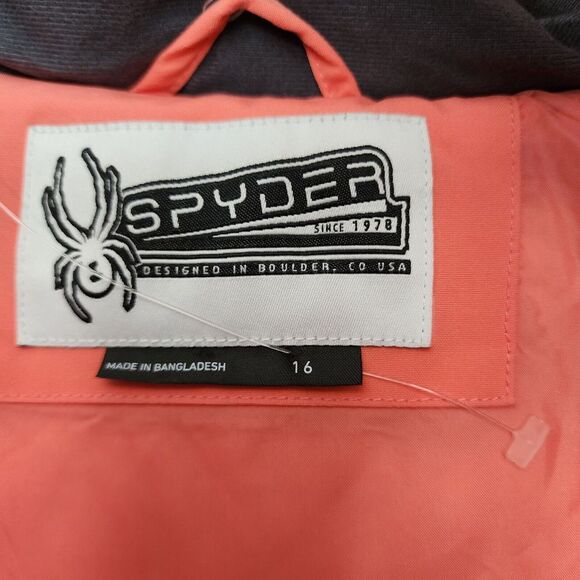 SPYDER
SINCE 1978
DESIGNED IN BOULDER, CO USA
MADE IN BANGLADESH 16